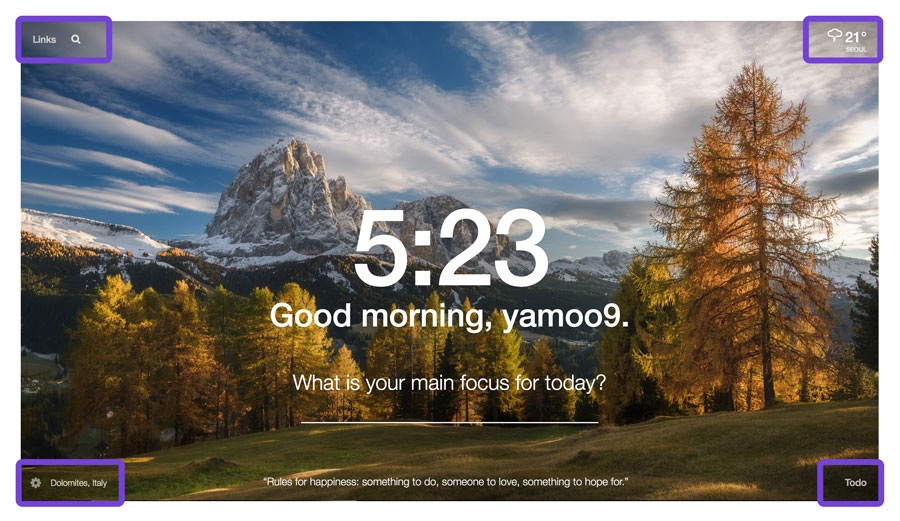 Links
21°
SEOUL
5:23
Good morning, yamoo9.
What is your main focus for today?
"Rules for happiness: something to do, someone to love, something to hope for."
Dolomites, Italy
Todo